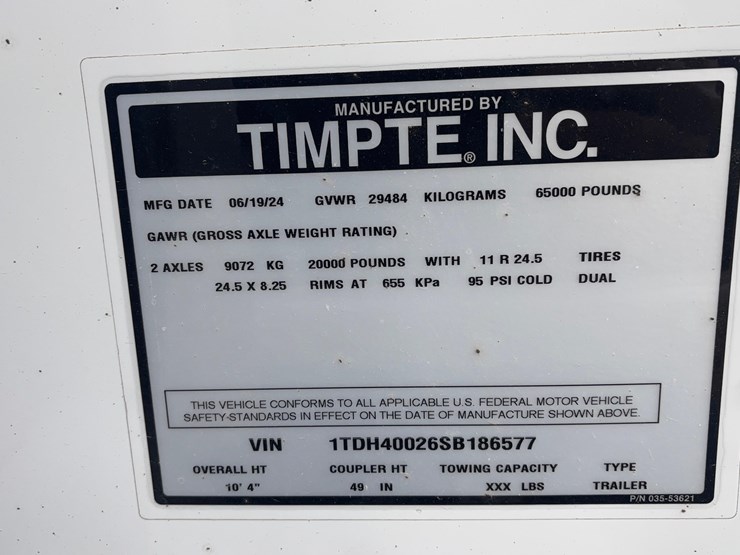 MANUFACTURED BY
TIMPTE® INC.
MFG DATE 06/19/24 GVWR 29484 KILOGRAMS 65000 POUNDS
GAWR (GROSS AXLE WEIGHT RATING)
2 AXLES 9072 KG 20000 POUNDS WITH 11 R 24.5 TIRES
24.5 X 8.25 RIMS AT 655 KPa 95 PSI COLD DUAL
THIS VEHICLE CONFORMS TO ALL APPLICABLE U.S. FEDERAL MOTOR VEHICLE
SAFETY-STANDARDS IN EFFECT ON THE DATE OF MANUFACTURE SHOWN ABOVE.
VIN 1TDH40026SB186577
OVERALL HT COUPLER HT TOWING CAPACITY TYPE
10' 4" 49 IN XXX LBS TRAILER
P/N 035-53621